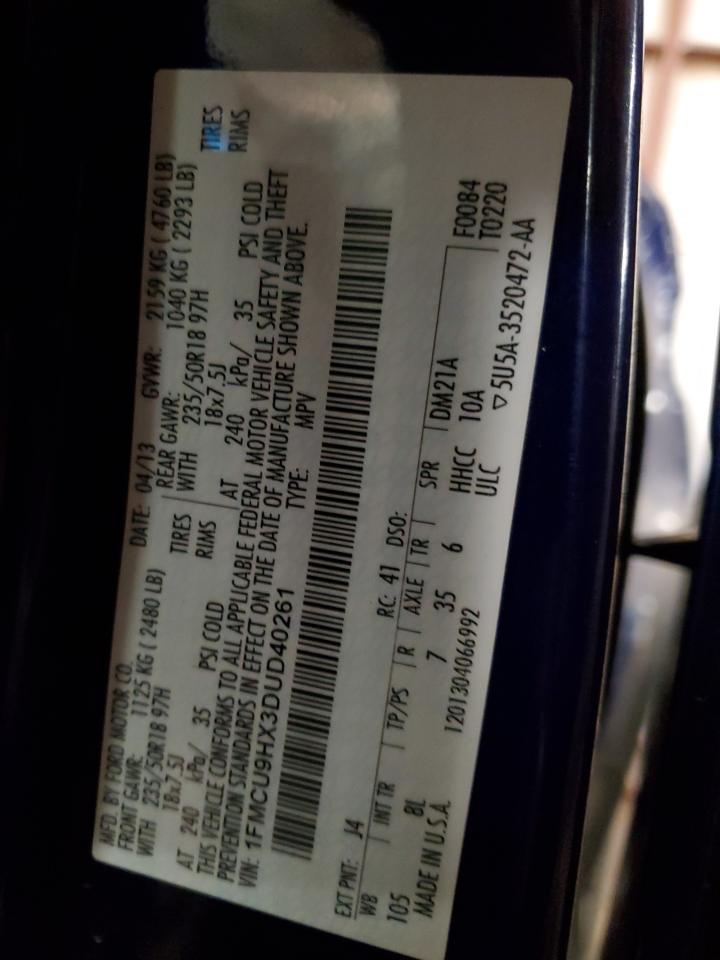 MFD. BY FORD MOTOR CO. DATE: 04/13 GVWR: 2159 KG ( 4760 LB)
FRONT GAWR: 1125 KG ( 2480 LB) REAR GAWR: 1040 KG ( 2293 LB)
WITH 235/50R18 97H TIRES WITH 235/50R18 97H TIRES
18x7.5J RIMS 18x7.5J RIMS
AT 240 kPa/ 35 PSI COLD AT 240 kPa/ 35 PSI COLD
THIS VEHICLE CONFORMS TO ALL APPLICABLE FEDERAL MOTOR VEHICLE SAFETY AND THEFT
PREVENTION STANDARDS IN EFFECT ON THE DATE OF MANUFACTURE SHOWN ABOVE.
VIN: 1FMCU9HX3DUD40261 TYPE: MPV
EXT PNT: J4 RC: 41 DSO:
WB INT TR TP/PS R AXLE TR SPR DM21A F0084
105 8L 7 35 6 HHCC 10A T0220
MADE IN U.S.A. 1201304066992 ULC ▽5U5A-3520472-AA